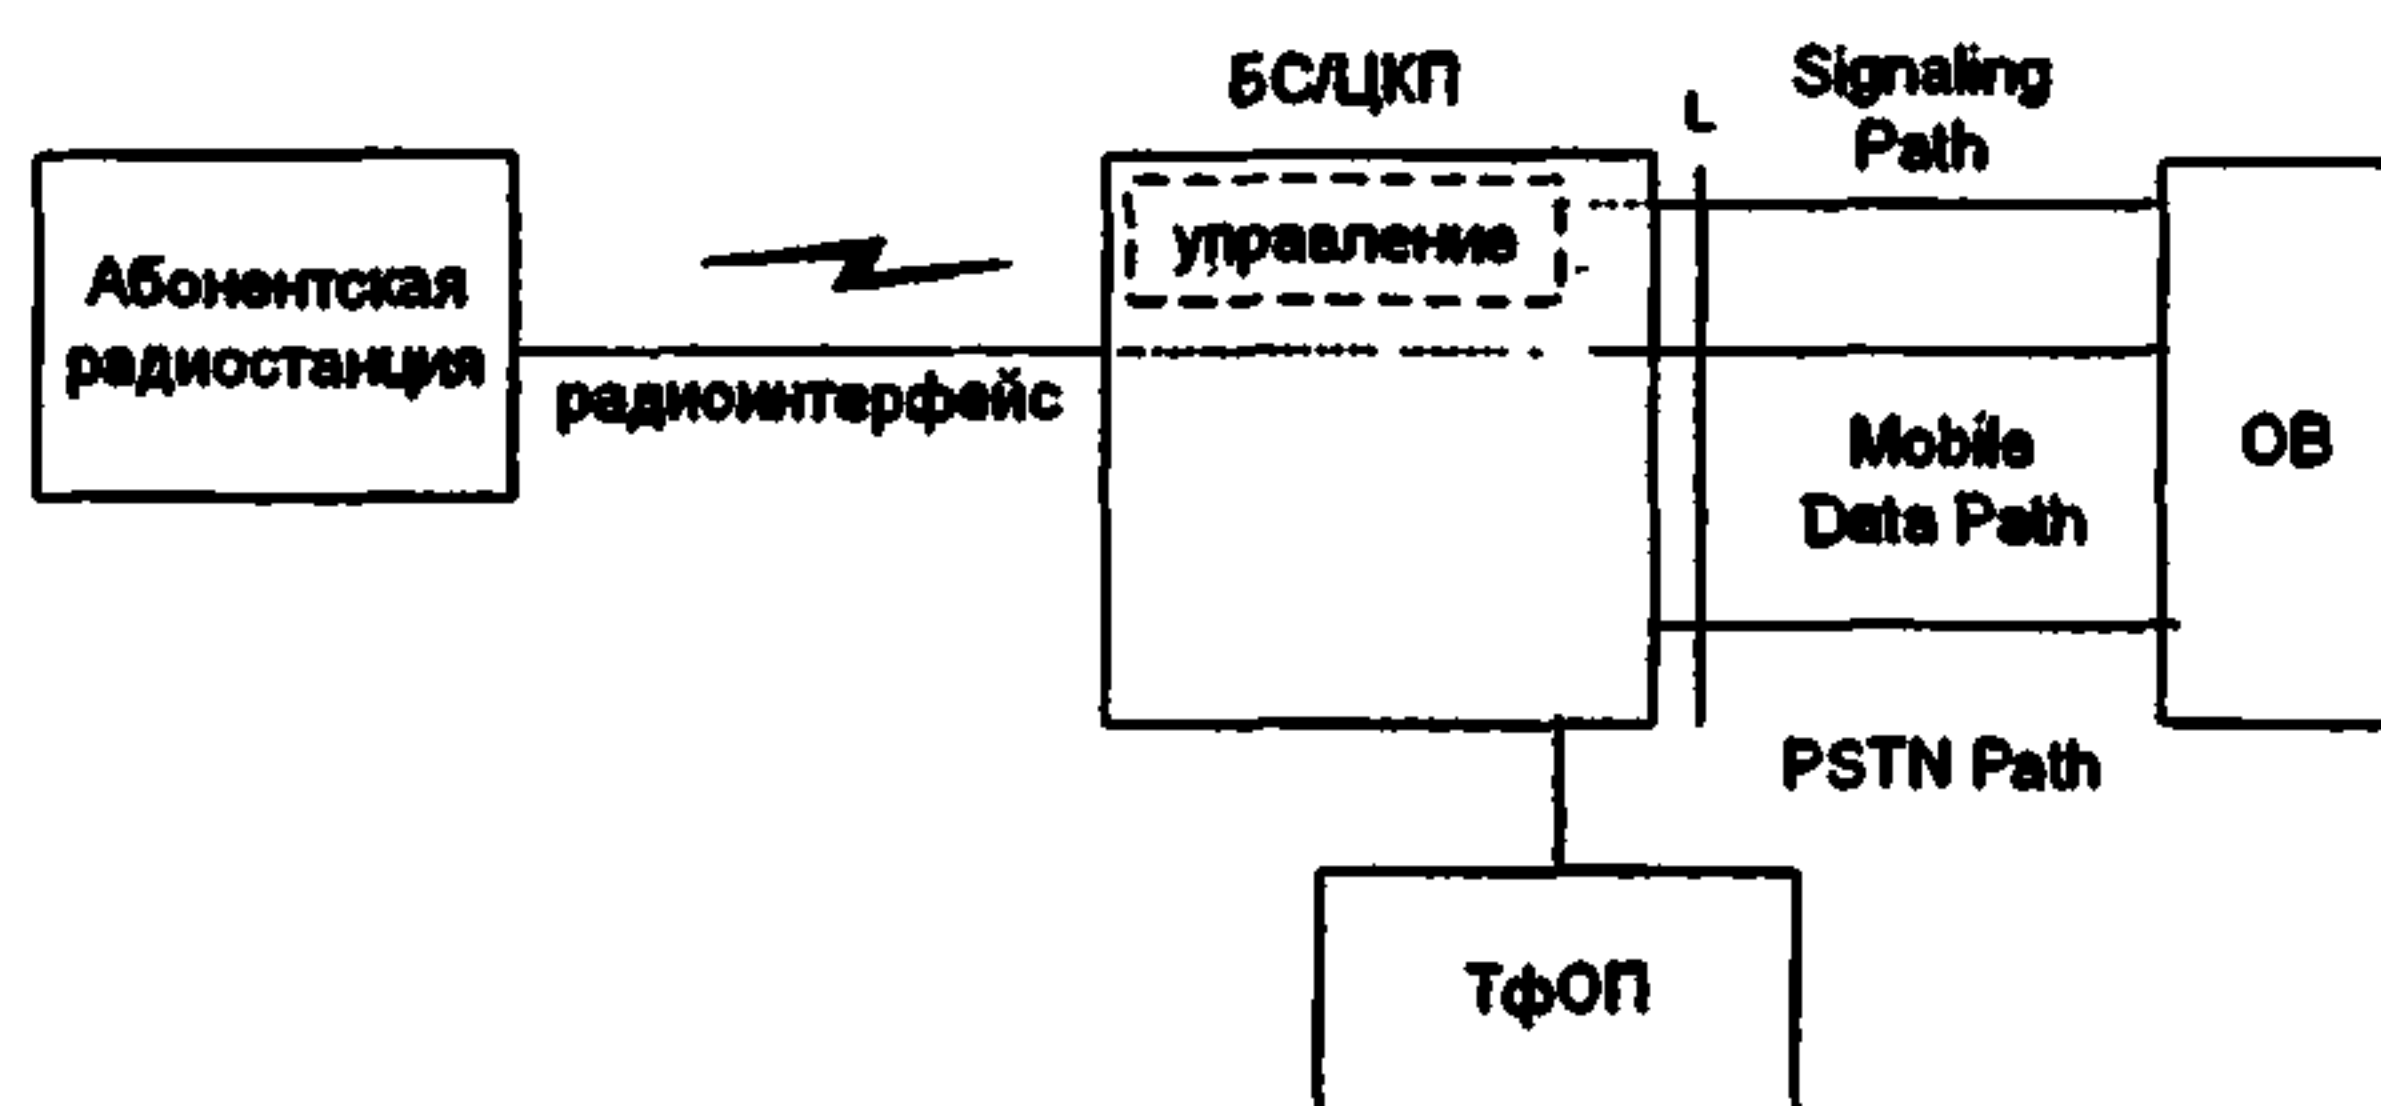 БС/ЦКП
L
Signaling
Path
управление
Абонентская
радиостанция
радиоинтерфейс
Mobile
Data Path
ОВ
PSTN Path
ТфОП